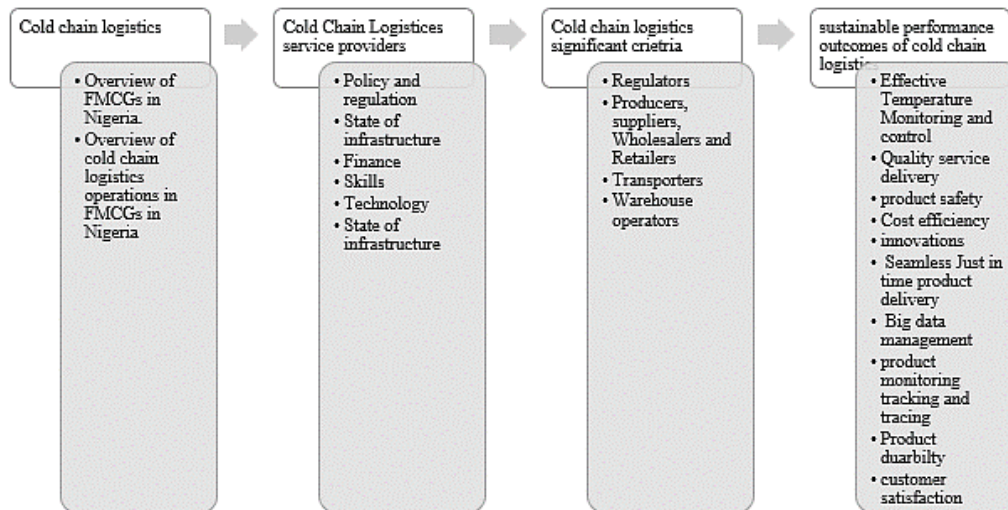 Cold chain logistics
• Overview of
FMCGs in
Nigeria.
• Overview of
cold chain
logistics
operations in
FMCGs in
Nigeria
Cold Chain Logistices
service providers
• Policy and
regulation
• State of
infrastructure
• Finance
• Skills
• Technology
• State of
infrastructure
Cold chain logistics
significant crietria
• Regulators
• Producers,
suppliers,
Wholesalers and
Retailers
• Transporters
• Warehouse
operators
sustainable performance
outcomes of cold chain
logistics
• Effective
Temperature
Monitoring and
control
• Quality service
delivery
• product safety
• Cost efficiency
• innovations
• Seamless Just in
time product
delivery
• Big data
management
• product
monitoring
tracking and
tracing
• Product
duarbilty
• customer
satisfaction